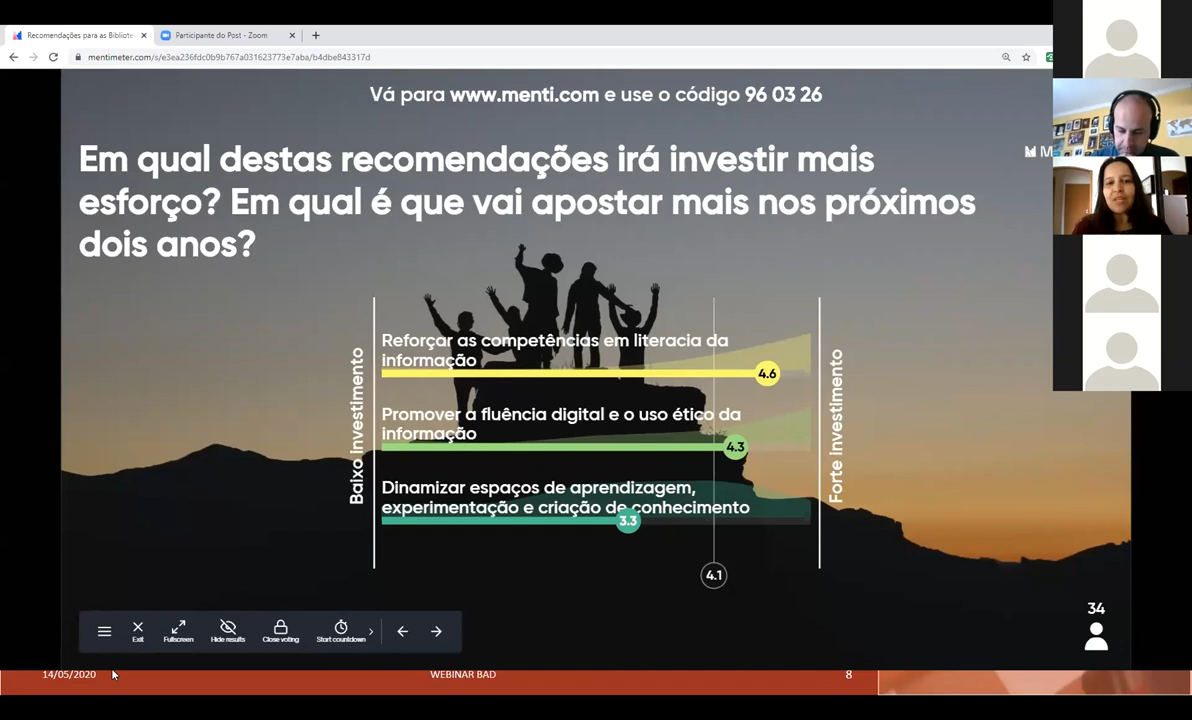 Recomendações para as Bibliote
Participante do Post - Zoom
mentimeter.com/s/e3ea236fdc0b9b767a031623773e7aba/b4dbe843317d
Vá para www.menti.com e use o código 96 03 26
M
Em qual destas recomendações irá investir mais
esforço? Em qual é que vai apostar mais nos próximos
dois anos?
Baixo Investimento
Reforçar as competências em literacia da
informação
4.6
Promover a fluência digital e o uso ético da
informação
4.3
Dinamizar espaços de aprendizagem,
experimentação e criação de conhecimento
3.3
Forte Investimento
4.1
34
Exit
Fullscreen
Hide results
Close voting
Start countdown
14/05/2020
WEBINAR BAD
8